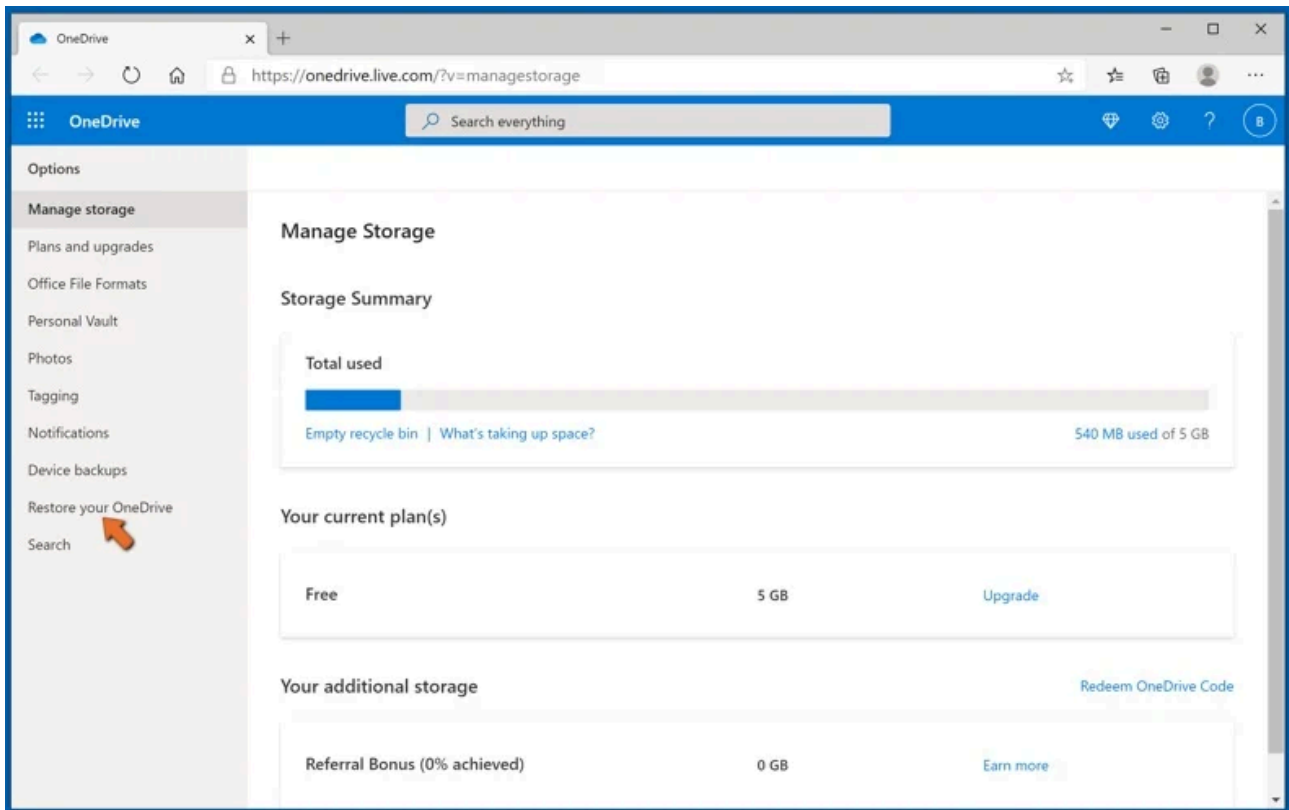 OneDrive
https://onedrive.live.com/?v=managestorage
OneDrive
Search everything
?
B
Options
Manage storage
Plans and upgrades
Office File Formats
Personal Vault
Photos
Tagging
Notifications
Device backups
Restore your OneDrive
Search
Manage Storage
Storage Summary
Total used
Empty recycle bin | What's taking up space?
540 MB used of 5 GB
Your current plan(s)
Free 5 GB Upgrade
Your additional storage Redeem OneDrive Code
Referral Bonus (0% achieved) 0 GB Earn more